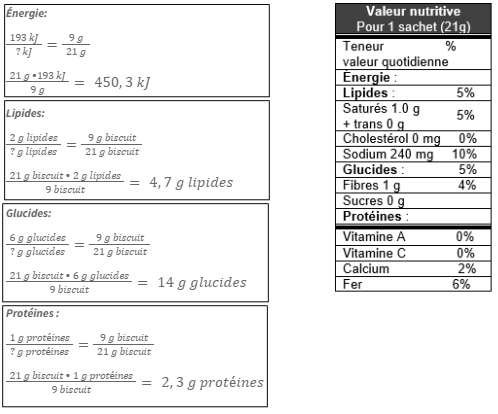 Énergie:
193 kJ / ? kJ = 9 g / 21 g
21 g •193 kJ / 9 g = 450,3 kJ
Lipides:
2 g lipides / ? g lipides = 9 g biscuit / 21 g biscuit
21 g biscuit • 2 g lipides / 9 biscuit = 4,7 g lipides
Glucides:
6 g glucides / ? g glucides = 9 g biscuit / 21 g biscuit
21 g biscuit • 6 g glucides / 9 biscuit = 14 g glucides
Protéines :
1 g protéines / ? g protéines = 9 g biscuit / 21 g biscuit
21 g biscuit • 1 g protéines / 9 biscuit = 2,3 g protéines
Valeur nutritive
Pour 1 sachet (21g)
Teneur %
valeur quotidienne
Énergie :
Lipides : 5%
Saturés 1.0 g
+ trans 0 g 5%
Cholestérol 0 mg 0%
Sodium 240 mg 10%
Glucides : 5%
Fibres 1 g 4%
Sucres 0 g
Protéines :
Vitamine A 0%
Vitamine C 0%
Calcium 2%
Fer 6%